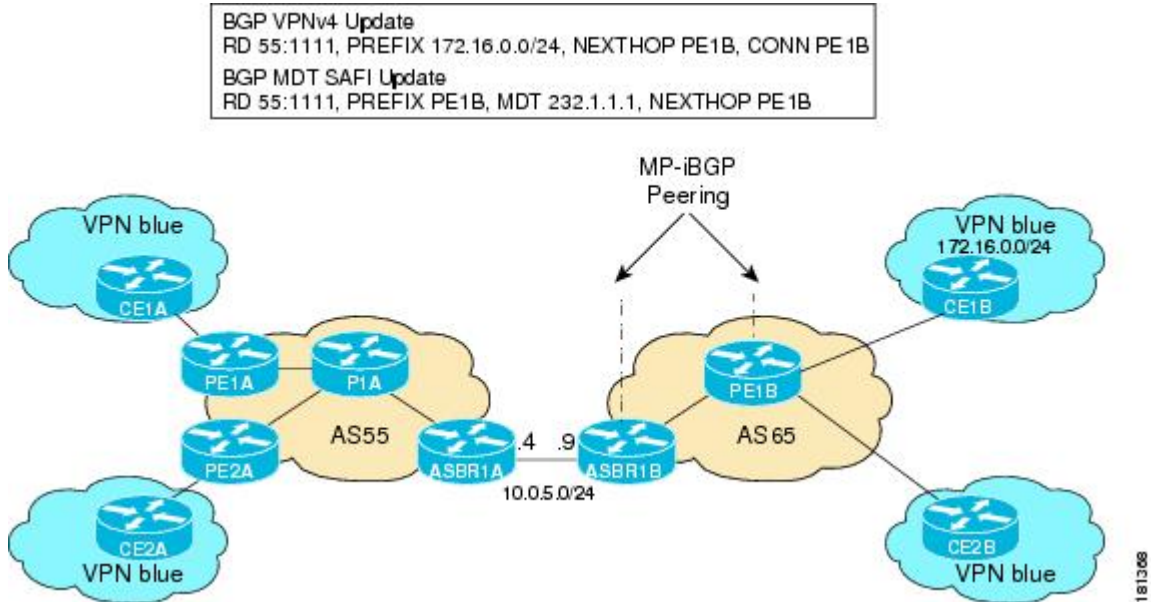 BGP VPNv4 Update
RD 55:1111, PREFIX 172.16.0.0/24, NEXTHOP PE1B, CONN PE1B
BGP MDT SAFI Update
RD 55:1111, PREFIX PE1B, MDT 232.1.1.1, NEXTHOP PE1B
MP-iBGP
Peering
VPN blue
CE1A
VPN blue
172.16.0.0/24
CE1B
PE1A
P1A
PE1B
AS55
AS65
PE2A
ASBR1A
.4
.9
ASBR1B
10.0.5.0/24
CE2A
VPN blue
CE2B
VPN blue
181368